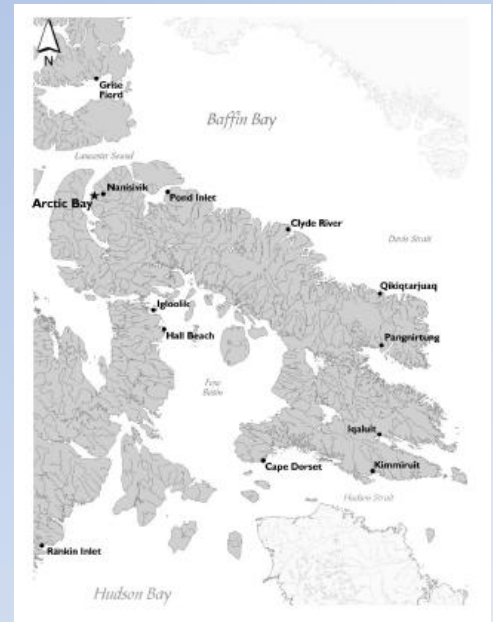 N
Grise
Fiord
Baffin Bay
Lancaster Sound
Nanisivik
Arctic Bay
Pond Inlet
Clyde River
Davis Strait
Qikiqtarjuaq
Igloolik
Pangnirtung
Hall Beach
Foxe
Basin
Iqaluit
Cape Dorset
Kimmiruit
Hudson Strait
Rankin Inlet
Hudson Bay